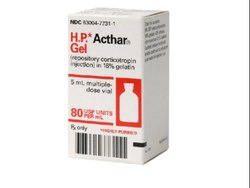 NDC 63004-7731-1
H.P.* Acthar®
Gel
(repository corticotropin
injection) in 16% gelatin
5 mL multiple-
dose vial
80 USP UNITS
PER mL
Rx only
*HIGHLY PURIFIED